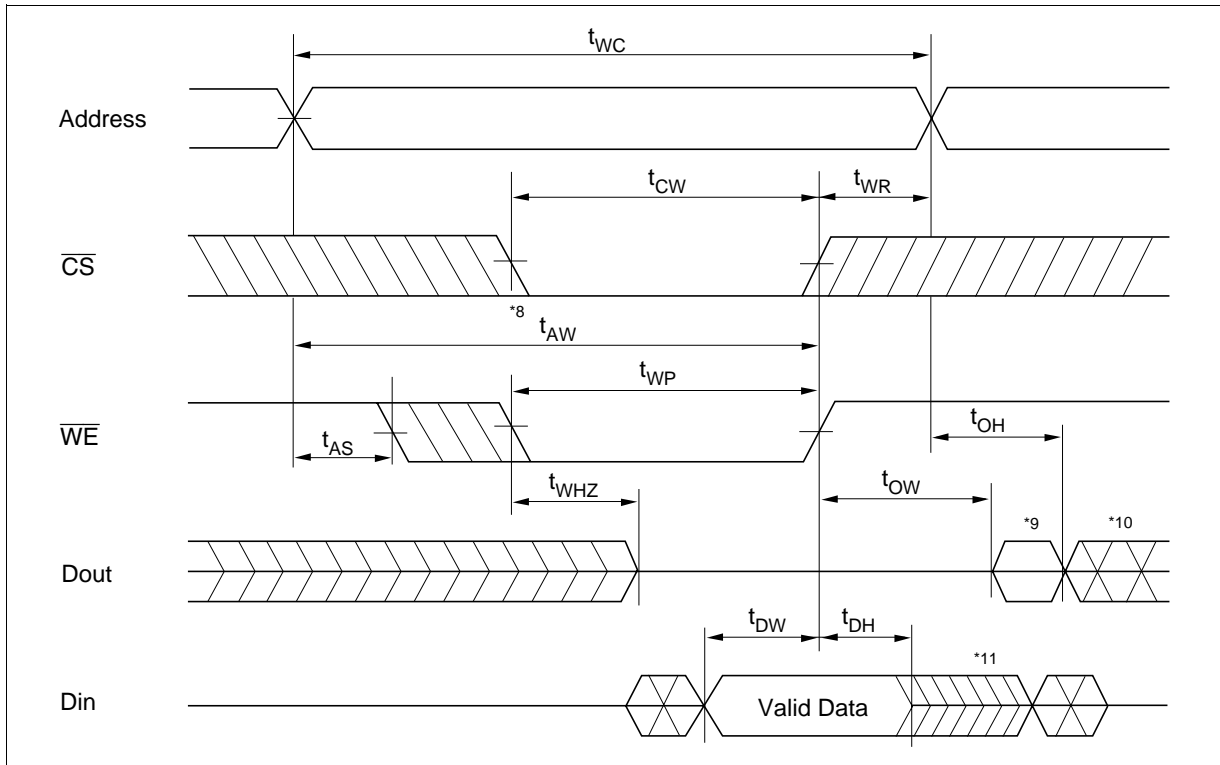 tWC
Address
tCW
tWR
CS
*8
tAW
tWP
WE
tAS
tOH
tWHZ
tOW
*9
*10
Dout
tDW
tDH
*11
Din
Valid Data